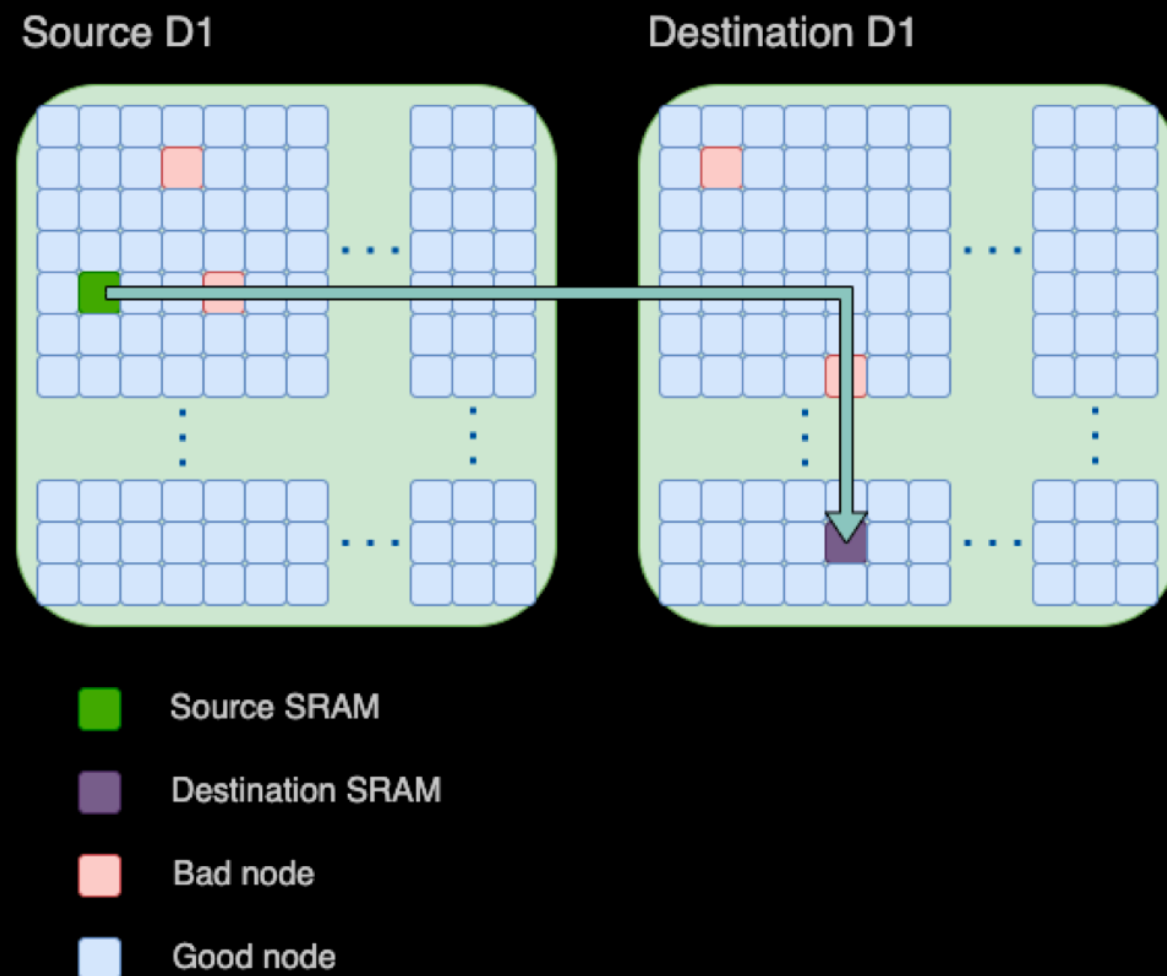 Source D1
Destination D1
Source SRAM
Destination SRAM
Bad node
Good node